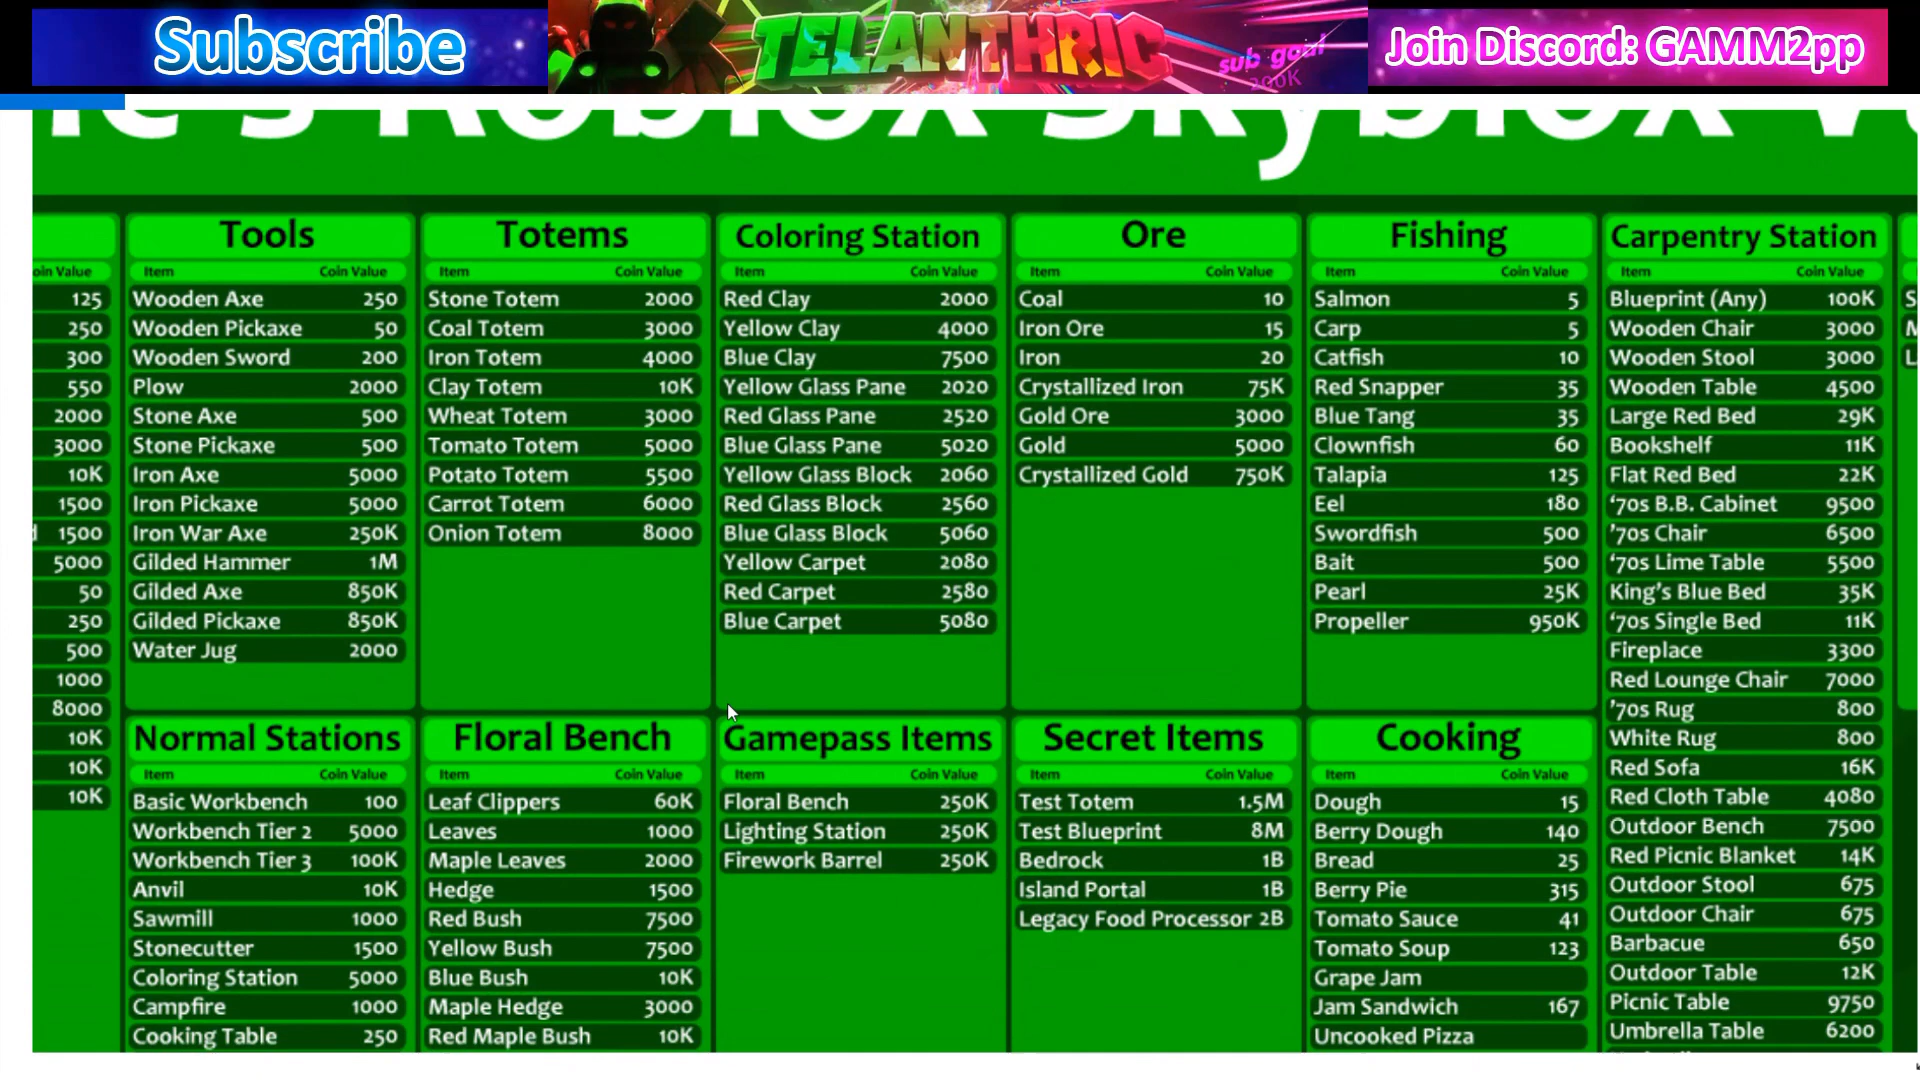 Subscribe
TELANTHRIC
sub goal
200K
Join Discord: GAMM2pp
Roblox Skyblox
oin Value
125
250
300
550
2000
3000
10K
1500
1500
5000
50
250
500
1000
8000
10K
10K
10K
Tools
Item Coin Value
Wooden Axe 250
Wooden Pickaxe 50
Wooden Sword 200
Plow 2000
Stone Axe 500
Stone Pickaxe 500
Iron Axe 5000
Iron Pickaxe 5000
Iron War Axe 250K
Gilded Hammer 1M
Gilded Axe 850K
Gilded Pickaxe 850K
Water Jug 2000
Totems
Item Coin Value
Stone Totem 2000
Coal Totem 3000
Iron Totem 4000
Clay Totem 10K
Wheat Totem 3000
Tomato Totem 5000
Potato Totem 5500
Carrot Totem 6000
Onion Totem 8000
Coloring Station
Item Coin Value
Red Clay 2000
Yellow Clay 4000
Blue Clay 7500
Yellow Glass Pane 2020
Red Glass Pane 2520
Blue Glass Pane 5020
Yellow Glass Block 2060
Red Glass Block 2560
Blue Glass Block 5060
Yellow Carpet 2080
Red Carpet 2580
Blue Carpet 5080
Ore
Item Coin Value
Coal 10
Iron Ore 15
Iron 20
Crystallized Iron 75K
Gold Ore 3000
Gold 5000
Crystallized Gold 750K
Fishing
Item Coin Value
Salmon 5
Carp 5
Catfish 10
Red Snapper 35
Blue Tang 35
Clownfish 60
Talapia 125
Eel 180
Swordfish 500
Bait 500
Pearl 25K
Propeller 950K
Carpentry Station
Item Coin Value
Blueprint (Any) 100K
Wooden Chair 3000
Wooden Stool 3000
Wooden Table 4500
Large Red Bed 29K
Bookshelf 11K
Flat Red Bed 22K
‘70s B.B. Cabinet 9500
’70s Chair 6500
‘70s Lime Table 5500
King’s Blue Bed 35K
‘70s Single Bed 11K
Fireplace 3300
Red Lounge Chair 7000
’70s Rug 800
White Rug 800
Red Sofa 16K
Red Cloth Table 4080
Outdoor Bench 7500
Red Picnic Blanket 14K
Outdoor Stool 675
Outdoor Chair 675
Barbacue 650
Outdoor Table 12K
Picnic Table 9750
Umbrella Table 6200
Normal Stations
Item Coin Value
Basic Workbench 100
Workbench Tier 2 5000
Workbench Tier 3 100K
Anvil 10K
Sawmill 1000
Stonecutter 1500
Coloring Station 5000
Campfire 1000
Cooking Table 250
Floral Bench
Item Coin Value
Leaf Clippers 60K
Leaves 1000
Maple Leaves 2000
Hedge 1500
Red Bush 7500
Yellow Bush 7500
Blue Bush 10K
Maple Hedge 3000
Red Maple Bush 10K
Gamepass Items
Item Coin Value
Floral Bench 250K
Lighting Station 250K
Firework Barrel 250K
Secret Items
Item Coin Value
Test Totem 1.5M
Test Blueprint 8M
Bedrock 1B
Island Portal 1B
Legacy Food Processor 2B
Cooking
Item Coin Value
Dough 15
Berry Dough 140
Bread 25
Berry Pie 315
Tomato Sauce 41
Tomato Soup 123
Grape Jam
Jam Sandwich 167
Uncooked Pizza